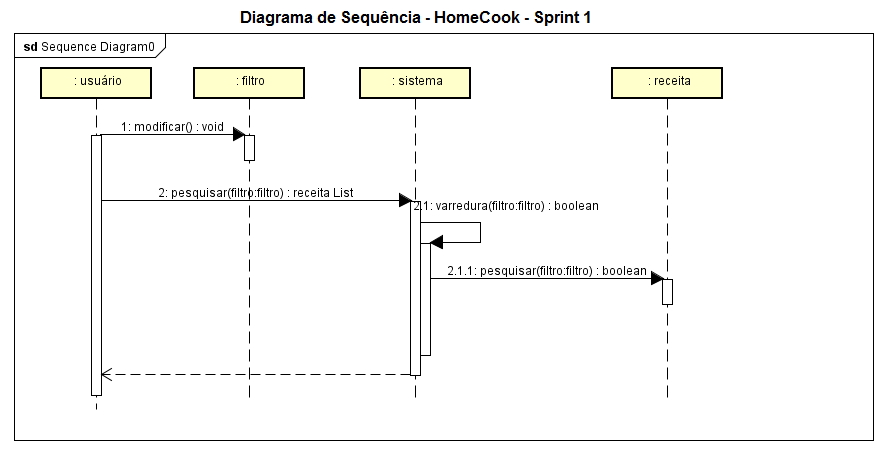 Diagrama de Sequência - HomeCook - Sprint 1
sd Sequence Diagram0
: usuário
: filtro
: sistema
: receita
1: modificar() : void
2: pesquisar(filtro:filtro) : receita List
2.1: varredura(filtro:filtro) : boolean
2.1.1: pesquisar(filtro:filtro) : boolean